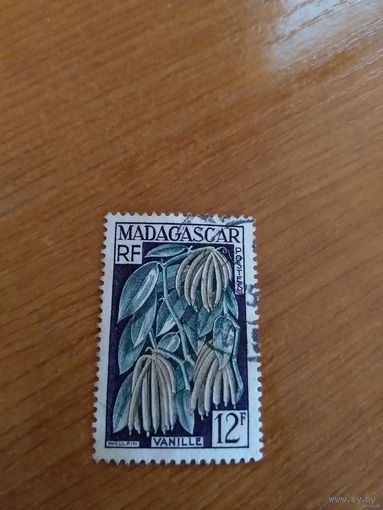 MADAGASCAR
RF
POSTES
VANILLE
12F
www.ay.by